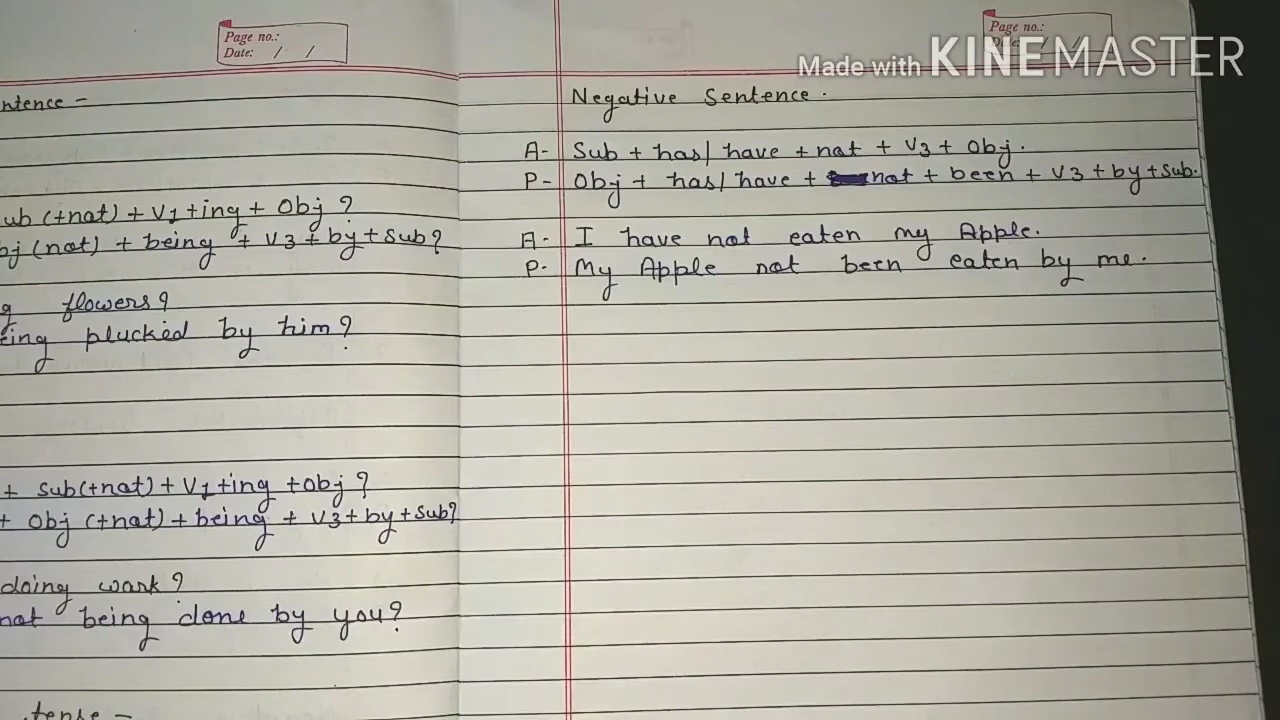 Page no.:
Date: / /
ntence -
ub (+not) + V1 + ing + Obj ?
bj (not) + being + V3 + by + sub?
g flowers?
eing plucked by him?
+ sub(+not) + V1 + ing + obj ?
+ obj (+not) + being + V3 + by + sub?
doing work?
not being done by you?
tense -
Page no.:
Made with KINEMASTER
Negative Sentence.
A- Sub + has/ have + not + V3 + Obj.
P- Obj + has/ have + not + been + V3 + by + sub.
A- I have not eaten my Apple.
P- My Apple not been eaten by me.